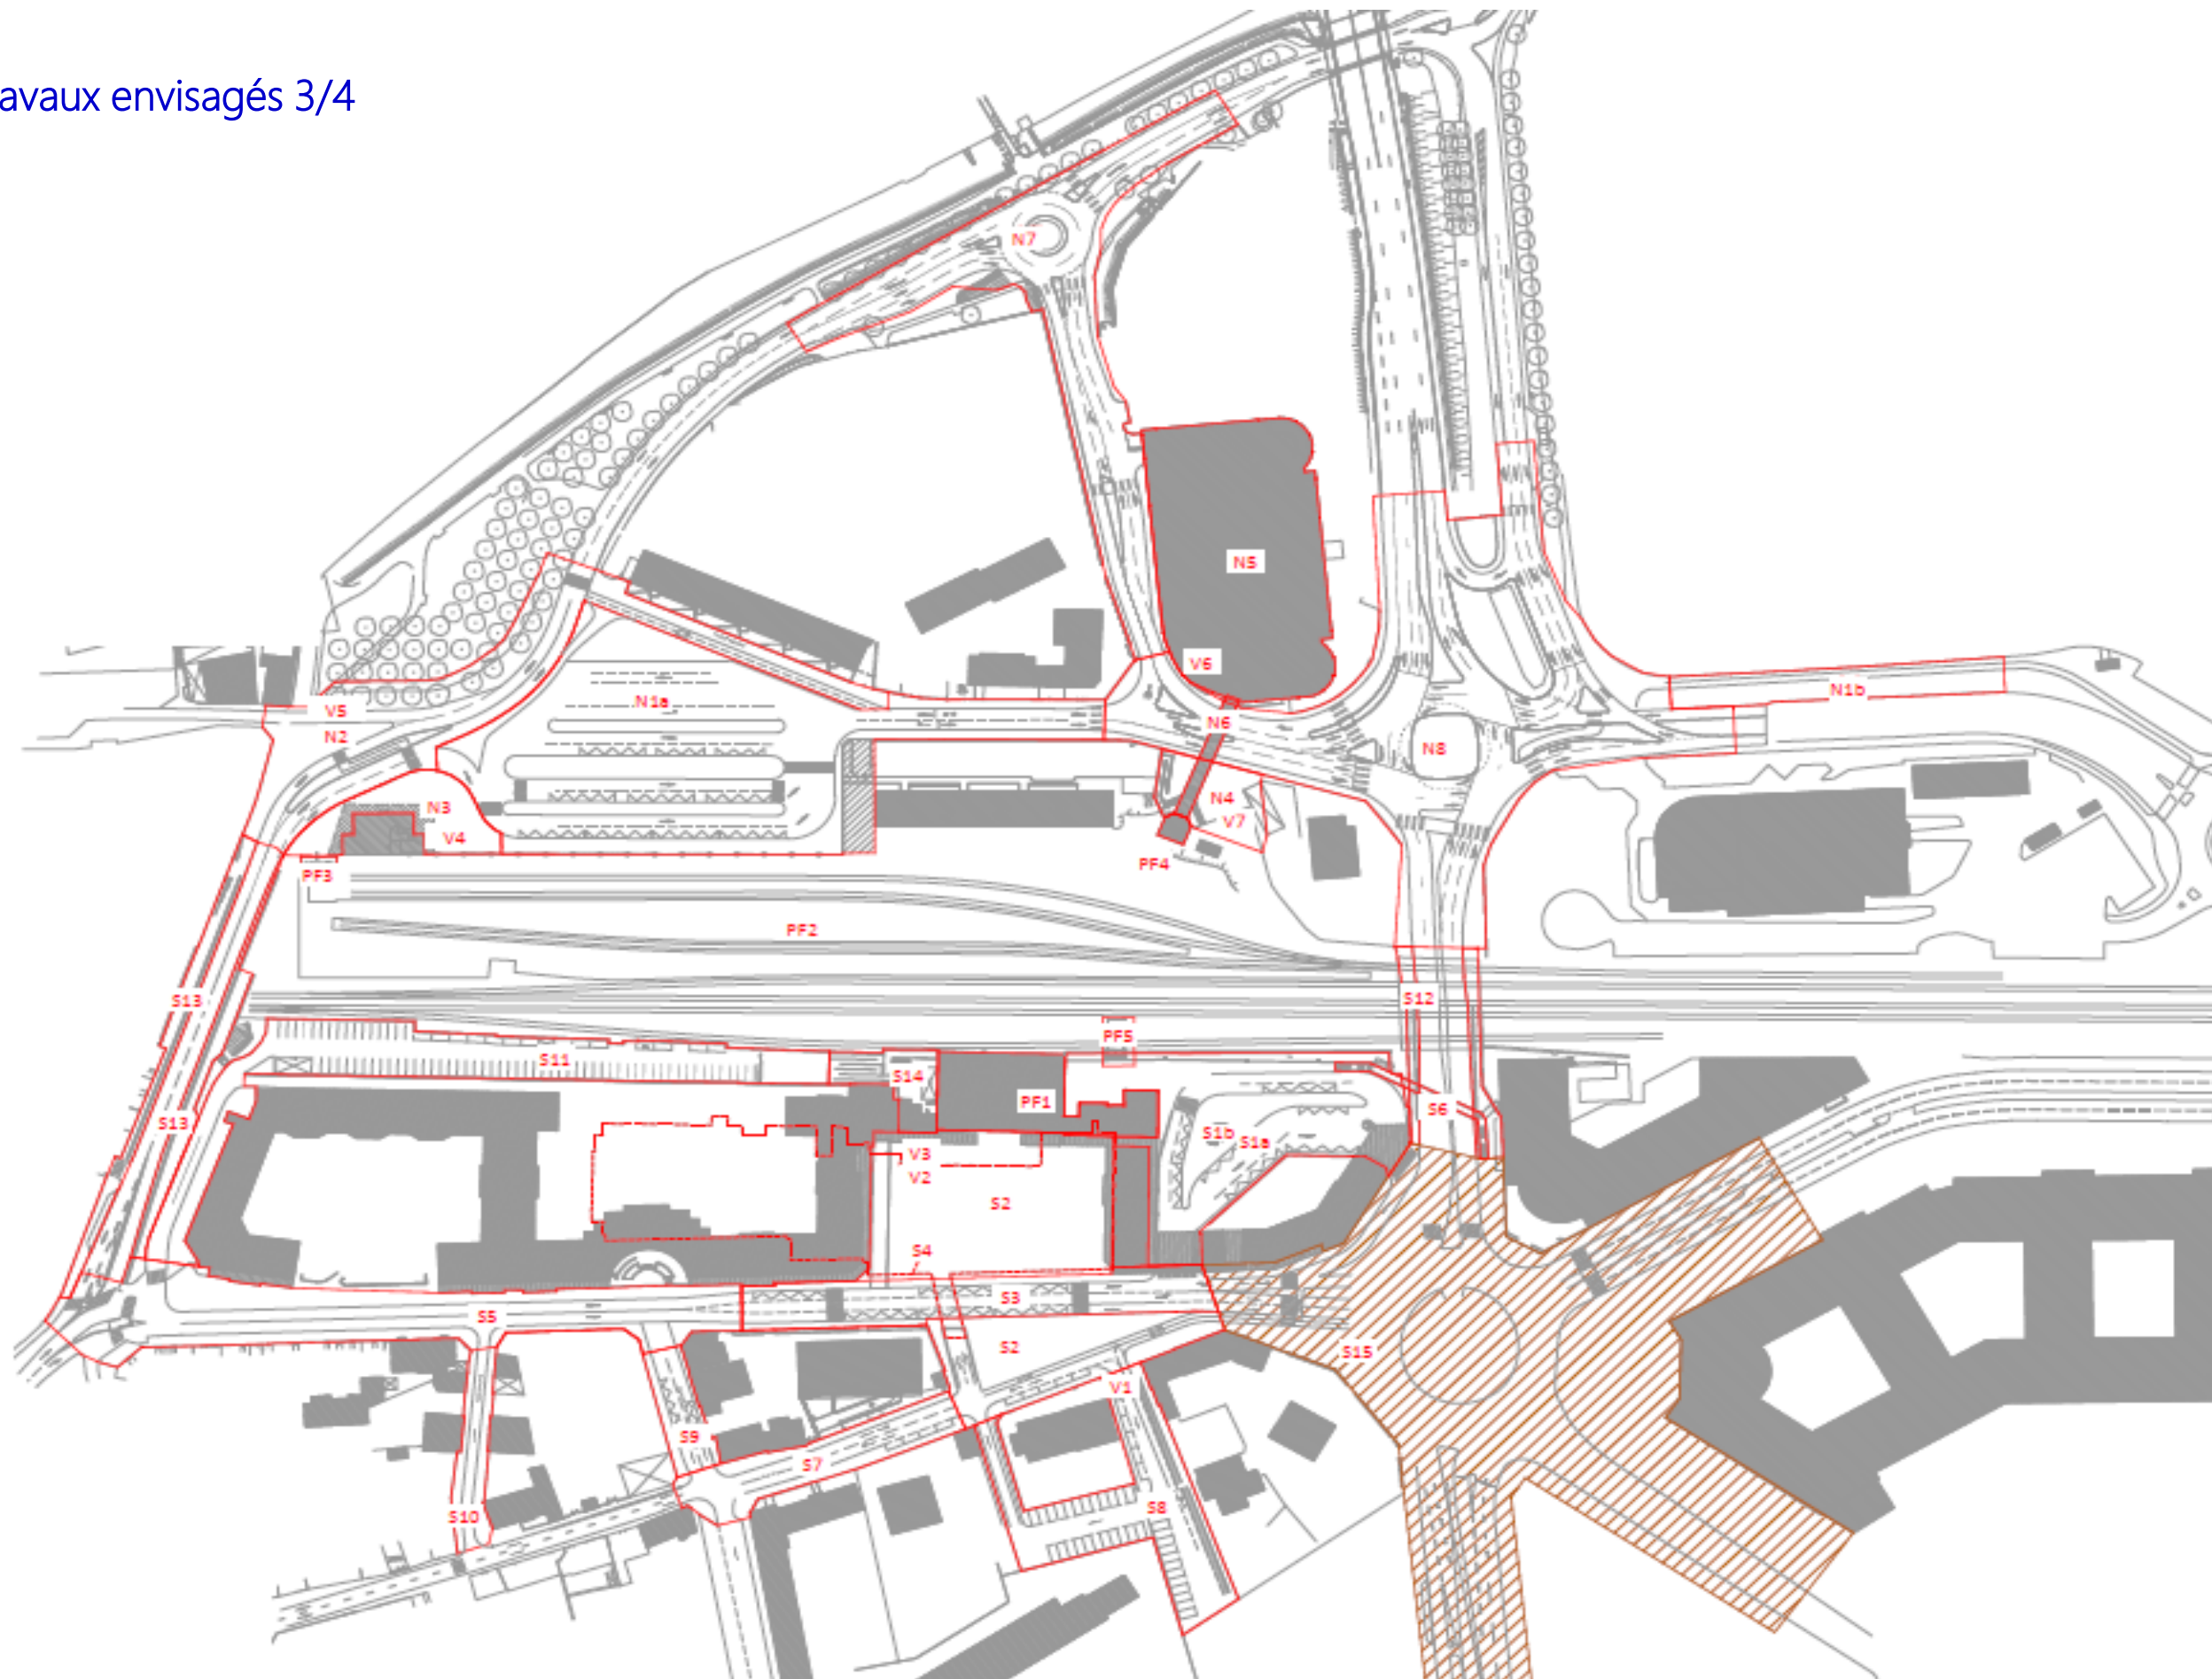 avaux envisagés 3/4
N7
N5
V6
N1a
N1b
V5
N6
N2
N8
N3
N4
V4
V7
PF4
PF3
PF2
S13
S12
PF5
S11
S14
PF1
S6
S13
S1b
S1a
V3
V2
S2
S4
S3
S5
S2
S15
V1
S9
S7
S8
S10